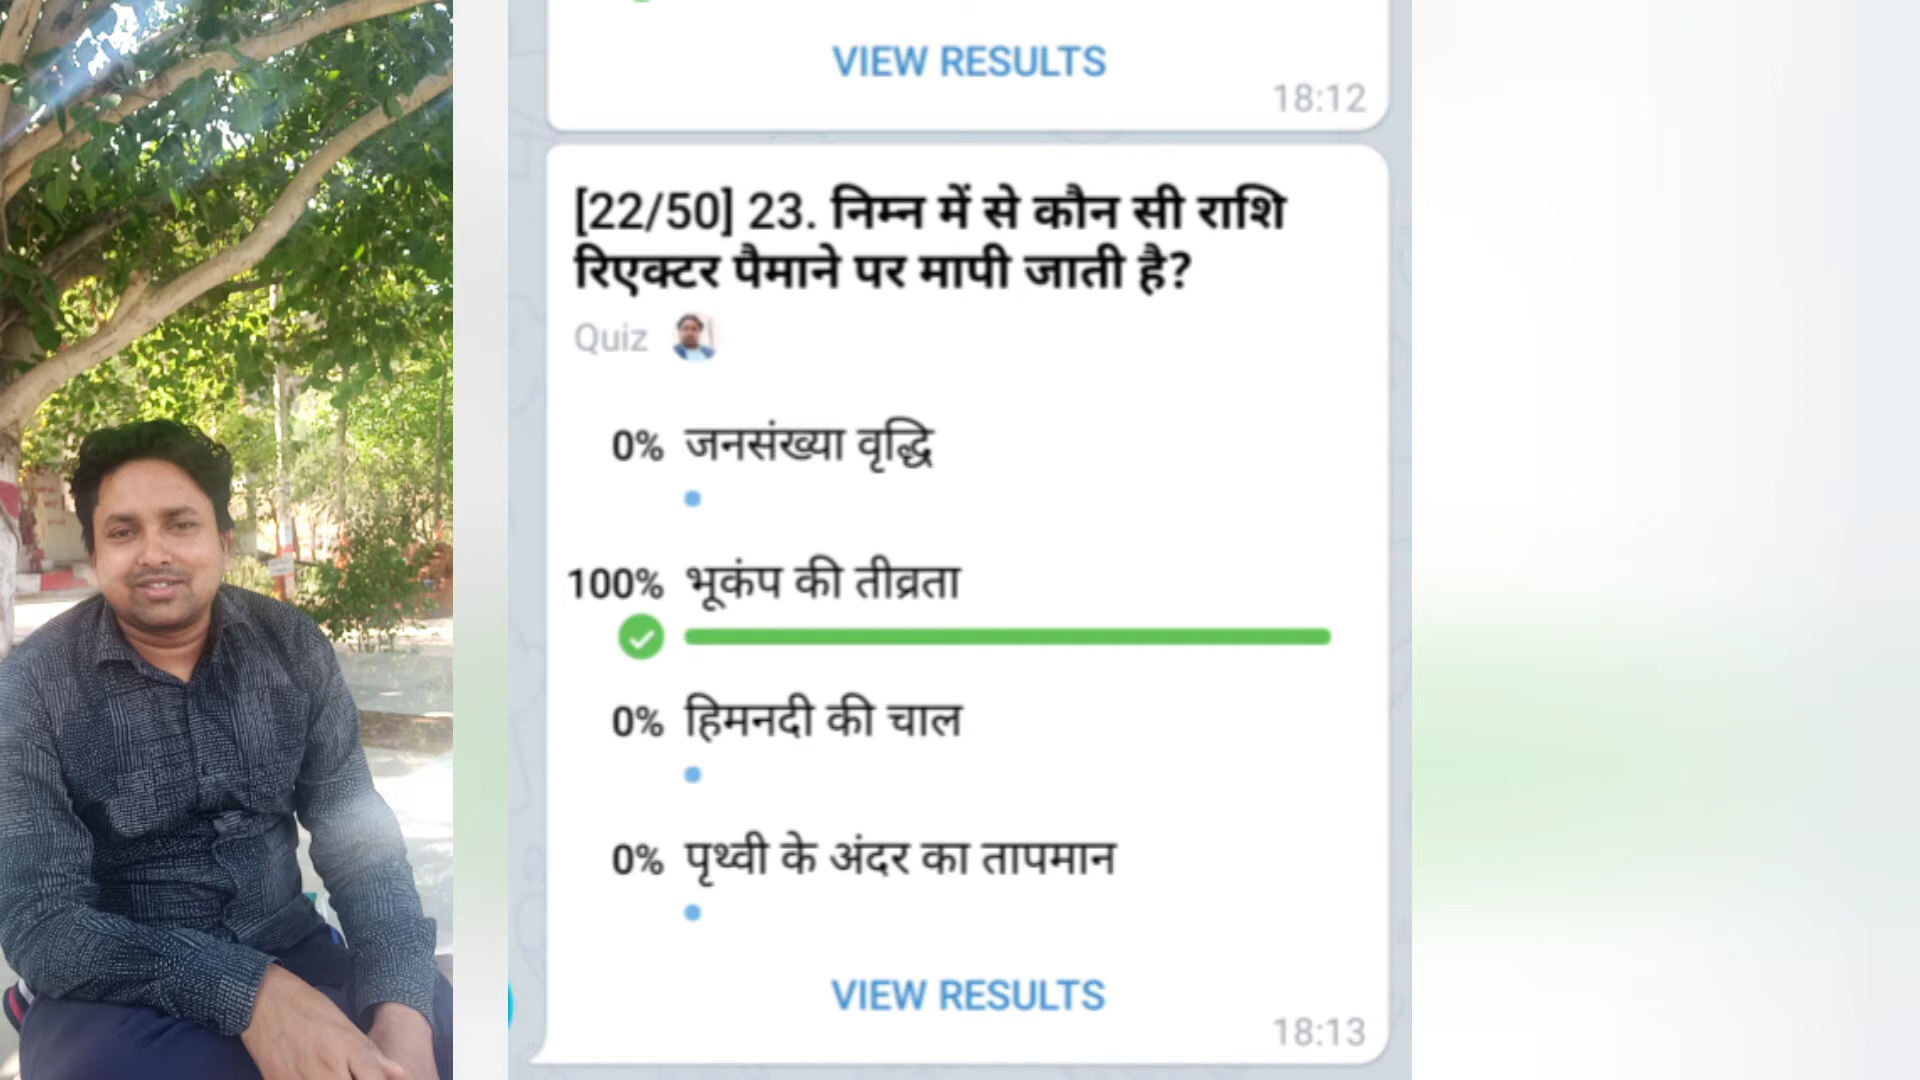 VIEW RESULTS
18:12
[22/50] 23. निम्न में से कौन सी राशि
रिएक्टर पैमाने पर मापी जाती है?
Quiz
0% जनसंख्या वृद्धि
100% भूकंप की तीव्रता
0% हिमनदी की चाल
0% पृथ्वी के अंदर का तापमान
VIEW RESULTS
18:13